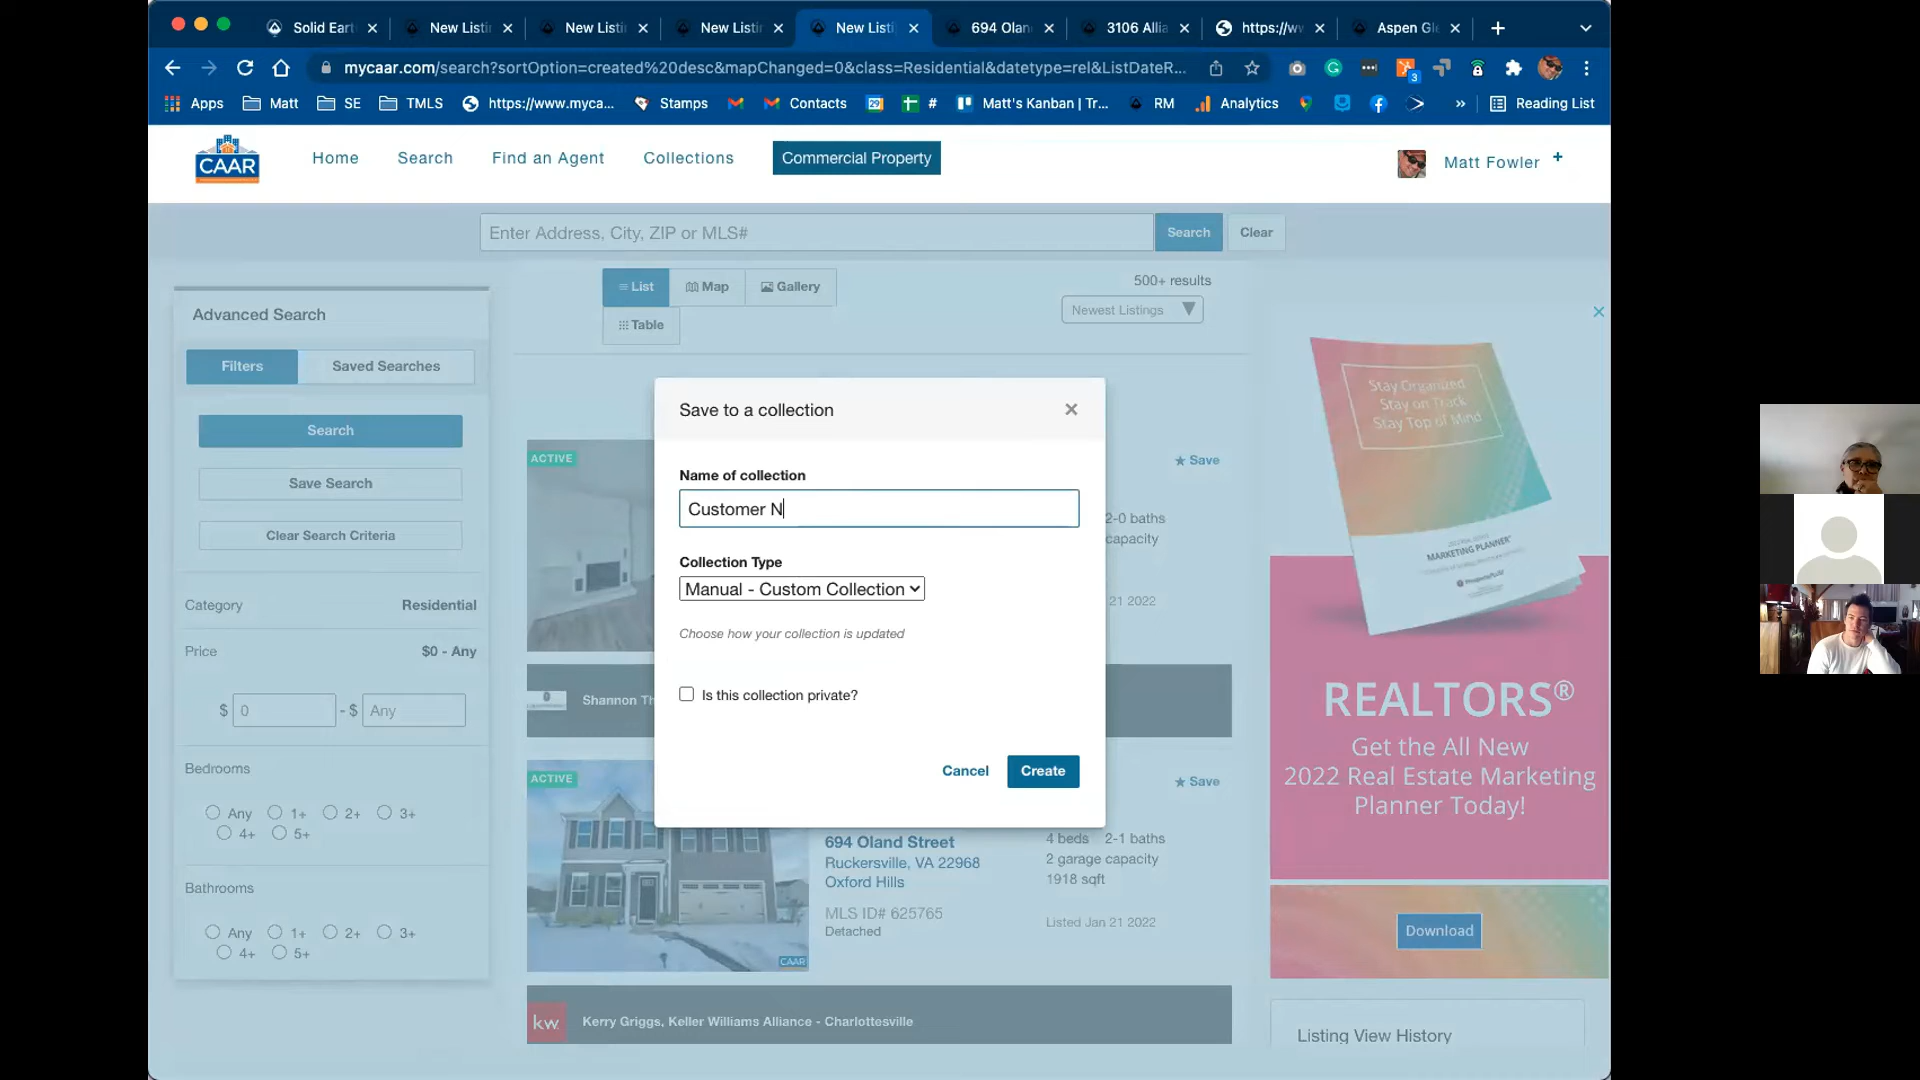 Solid Eart
New Listi
New Listi
New Listi
New Listi
694 Olan
3106 Allia
https://w
Aspen Gl
mycaar.com/search?sortOption=created%20desc&mapChanged=0&class=Residential&datetype=rel&ListDateR...
3
Apps
Matt
SE
TMLS
https://www.myca...
Stamps
Contacts
29
#
Matt's Kanban | Tr...
RM
Analytics
»
Reading List
CAAR
Home
Search
Find an Agent
Collections
Commercial Property
Matt Fowler +
Enter Address, City, ZIP or MLS#
Search
Clear
List
Map
Gallery
Table
500+ results
Newest Listings
Advanced Search
Filters
Saved Searches
Search
Save Search
Clear Search Criteria
Category
Residential
Price
$0 - Any
$ 0 - $ Any
Bedrooms
Any 1+ 2+ 3+
4+ 5+
Bathrooms
Any 1+ 2+ 3+
4+ 5+
Save to a collection
Name of collection
Customer N
Collection Type
Manual - Custom Collection
Choose how your collection is updated
Is this collection private?
Cancel
Create
ACTIVE
Save
2-0 baths
capacity
21 2022
Shannon Th
ACTIVE
Save
694 Oland Street
Ruckersville, VA 22968
Oxford Hills
MLS ID# 625765
Detached
4 beds 2-1 baths
2 garage capacity
1918 sqft
Listed Jan 21 2022
CAAR
kw
Kerry Griggs, Keller Williams Alliance - Charlottesville
Stay Organized
Stay on Track
Stay Top of Mind
MARKETING PLANNER
REALTORS®
Get the All New
2022 Real Estate Marketing
Planner Today!
Download
Listing View History